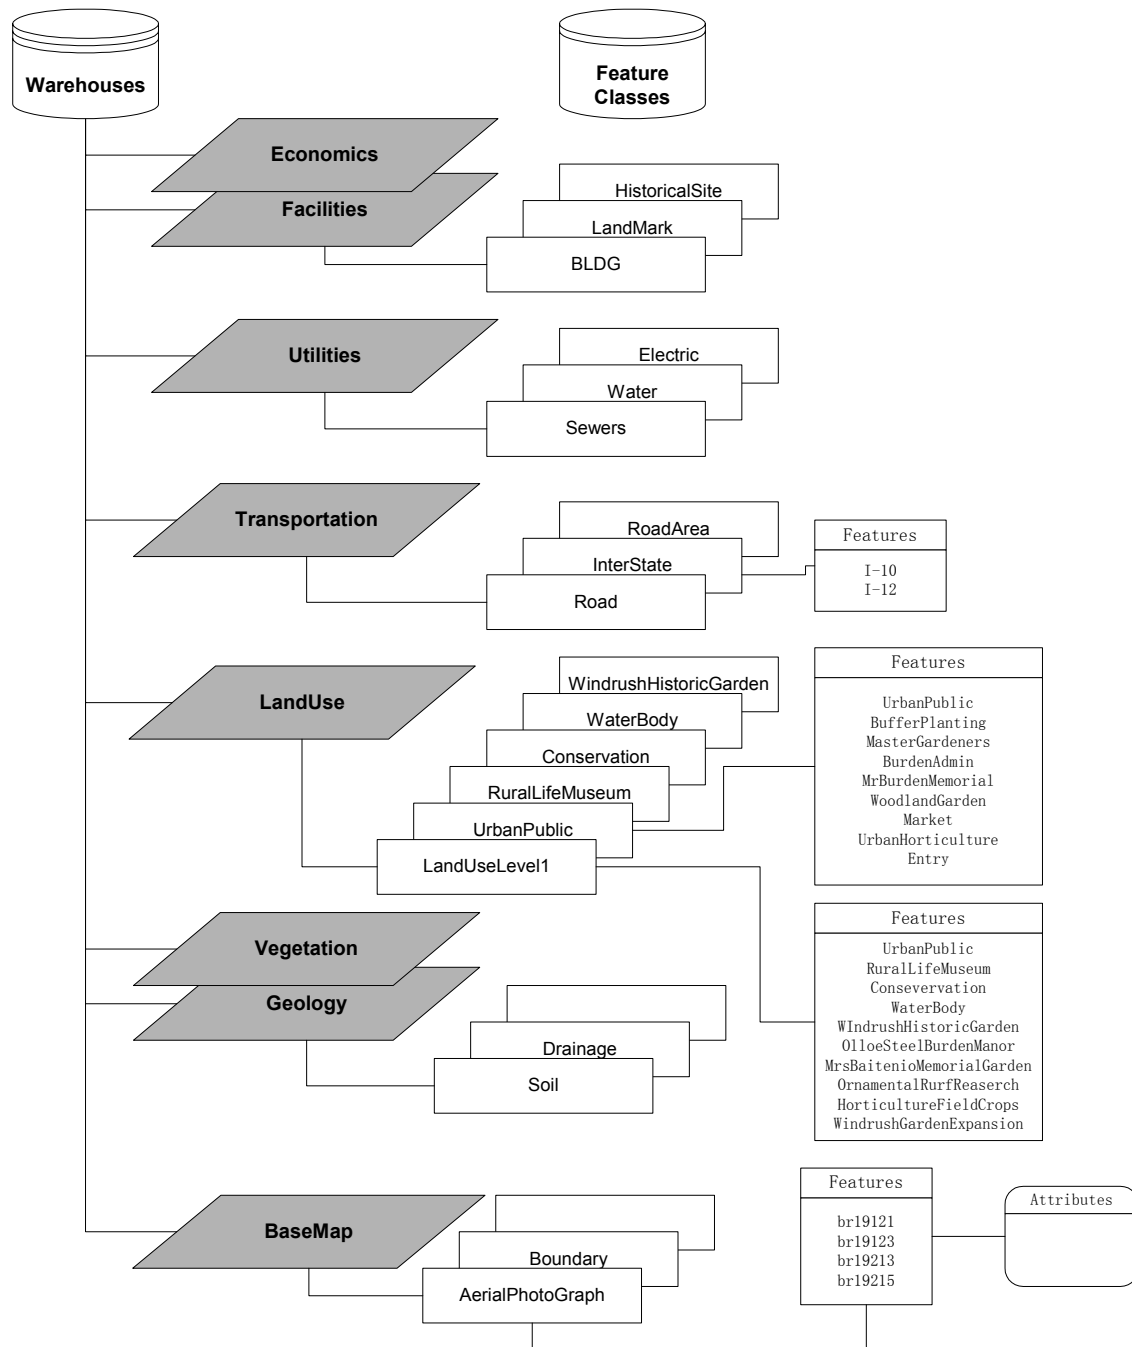 Warehouses
Feature
Classes
Economics
Facilities
HistoricalSite
LandMark
BLDG
Utilities
Electric
Water
Sewers
Transportation
RoadArea
InterState
Road
Features
I-10
I-12
LandUse
WindrushHistoricGarden
WaterBody
Conservation
RuralLifeMuseum
UrbanPublic
LandUseLevel1
Features
UrbanPublic
BufferPlanting
MasterGardeners
BurdenAdmin
MrBurdenMemorial
WoodlandGarden
Market
UrbanHorticulture
Entry
Features
UrbanPublic
RuralLifeMuseum
Consevervation
WaterBody
WIndrushHistoricGarden
OlloeSteelBurdenManor
MrsBaitenioMemorialGarden
OrnamentalRurfReaserch
HorticultureFieldCrops
WindrushGardenExpansion
Vegetation
Geology
Drainage
Soil
BaseMap
Boundary
AerialPhotoGraph
Features
br19121
br19123
br19213
br19215
Attributes